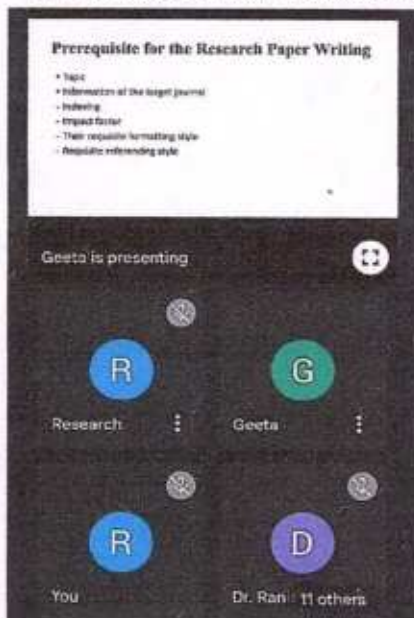 Prerequisite for the Research Paper Writing
• Topic
• Information of the target journal
- Indexing
- Impact factor
- Their requisite formatting style
- Requisite referencing style
Geeta is presenting
R
G
Research
Geeta
R
D
You
Dr. Ran 11 others